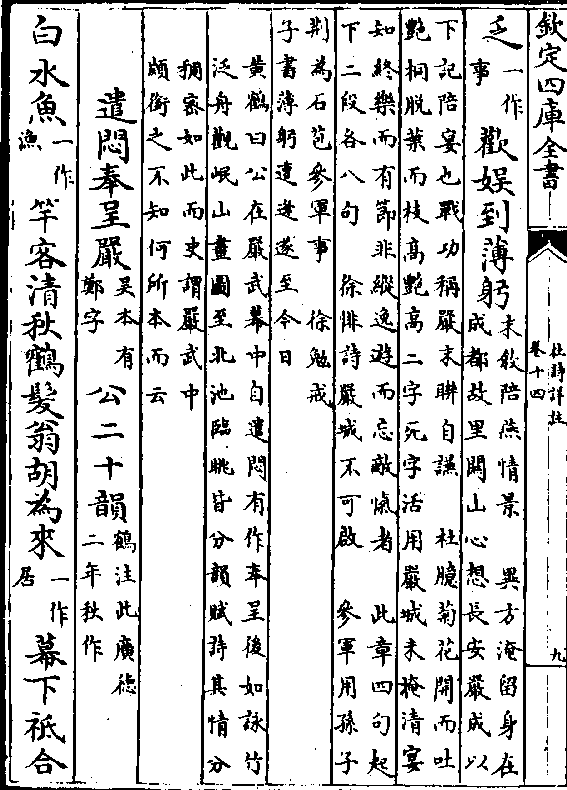 欽定四庫全書
杜詩詳註
卷十四
九
乏一作事歡娛到薄躬末敘陪燕情景　異方淹留身在
成都故里關山心想長安嚴成以
下記陪宴也戰功稱嚴末聯自謙　杜臆菊花開而吐
艷桐脫葉而枝高艷高二字死字活用嚴城未掩清宴
如終樂而有節非縱逸遊而忘敵愾者　此章四句起
下二段各八句　徐悱詩嚴城不可啟　參軍用孫子
荆為石苞參軍事　徐勉戒
子書薄躬遭逢遂至今日
黃鶴曰公在嚴武幕中自遣悶有作奉呈後如詠竹
泛舟觀岷山畫圖至北池臨眺皆分韻賦詩其情分
稠密如此而史謂嚴武中
頗銜之不知何所本而云
遣悶奉呈嚴吳本有鄭字公二十韻鶴注此廣德二年秋作
白水魚一作漁竿客清秋鶴髮翁胡為來一作居幕下祗合